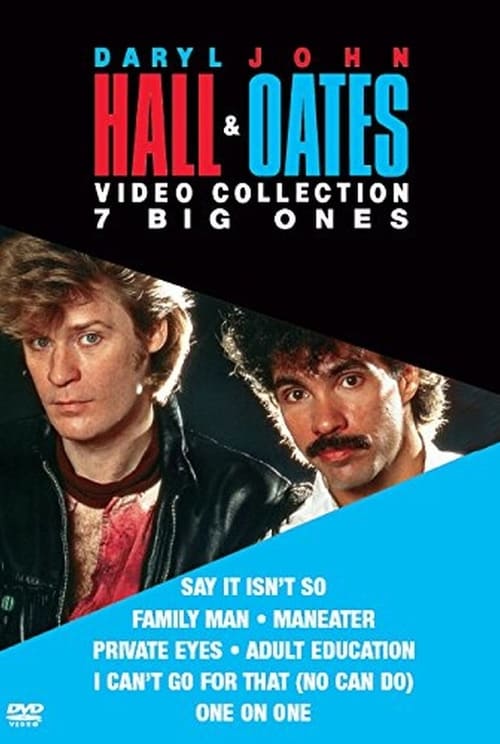 DARYL JOHN
HALL & OATES
VIDEO COLLECTION
7 BIG ONES
SAY IT ISN'T SO
FAMILY MAN • MANEATER
PRIVATE EYES • ADULT EDUCATION
I CAN'T GO FOR THAT (NO CAN DO)
ONE ON ONE
DVD
VIDEO